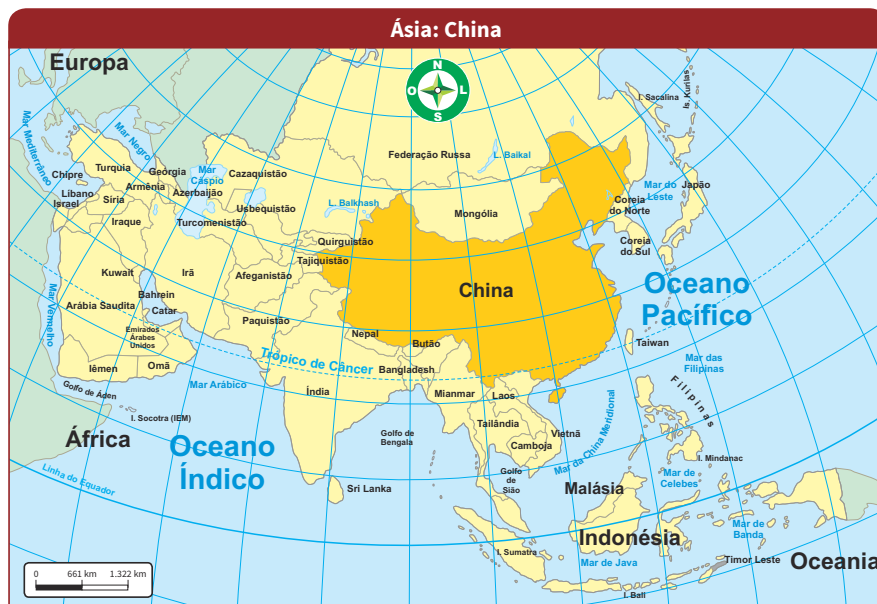 Ásia: China
Europa
N
O
L
S
I. Sacalina
Is. Kurilas
Mar Mediterrâneo
Mar Negro
Federação Russa
L. Baikal
Chipre
Turquia
Geórgia
Mar
Cáspio
Cazaquistão
Líbano
Armênia
Azerbaijão
Israel
Síria
Usbequistão
L. Balkhash
Mongólia
Mar do
Leste
Japão
Coreia
do Norte
Iraque
Turcomenistão
Quirguistão
Coreia
do Sul
Tajiquistão
Kuwait
Irã
Afeganistão
China
Oceano
Pacífico
Bahrein
Arábia Saudita
Catar
Mar Vermelho
Paquistão
Emirados
Árabes
Unidos
Nepal
Butão
Taiwan
Trópico de Câncer
Bangladesh
Mar das
Filipinas
Iêmen
Omã
Mar Arábico
Índia
Mianmar
Laos
Filipinas
Golfo de Áden
I. Socotra (IEM)
Tailândia
África
Oceano
Índico
Golfo de
Bengala
Vietnã
Camboja
Mar da China Meridional
I. Mindanac
Linha do Equador
Sri Lanka
Golfo
de
Sião
Malásia
Mar de
Celebes
Mar de
Banda
Indonésia
I. Sumatra
Mar de Java
Timor Leste
Oceania
I. Bali
0 661 km 1.322 km